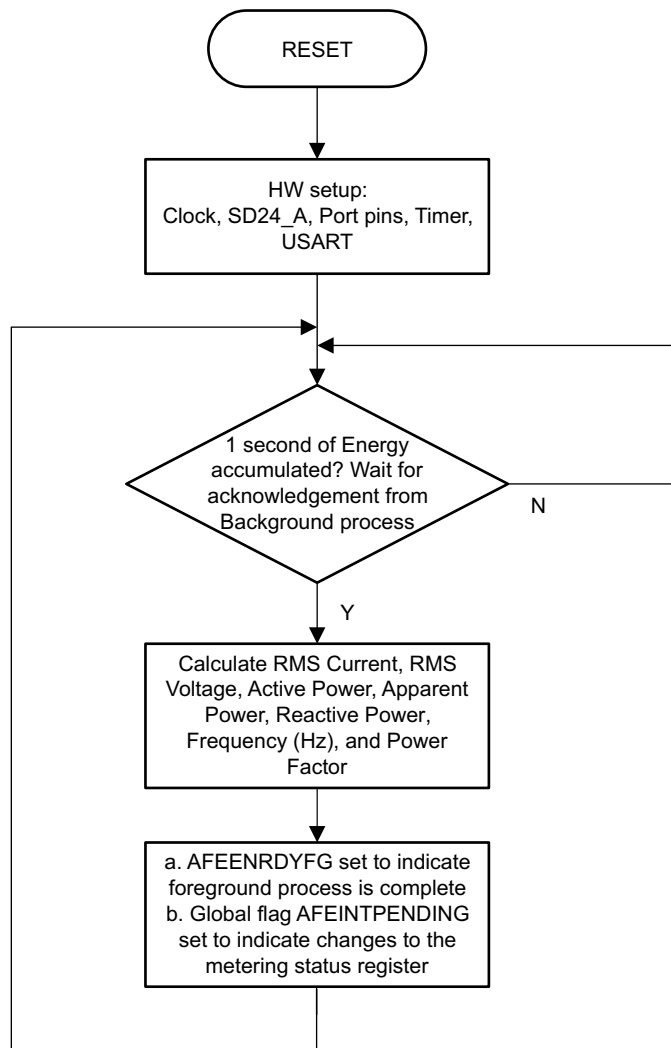 RESET
HW setup:
Clock, SD24_A, Port pins, Timer,
USART
1 second of Energy
accumulated? Wait for
acknowledgement from
Background process
N
Y
Calculate RMS Current, RMS
Voltage, Active Power, Apparent
Power, Reactive Power,
Frequency (Hz), and Power
Factor
a. AFEENRDYFG set to indicate
foreground process is complete
b. Global flag AFEINTPENDING
set to indicate changes to the
metering status register